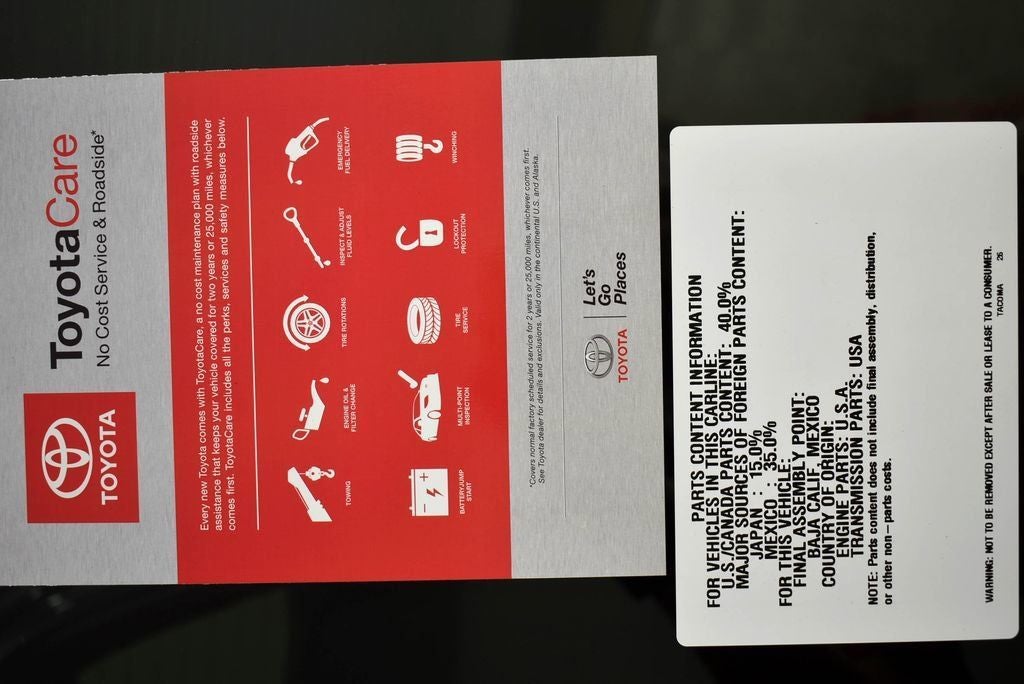 TOYOTA
ToyotaCare
No Cost Service & Roadside*
Every new Toyota comes with ToyotaCare, a no cost maintenance plan with roadside
assistance that keeps your vehicle covered for two years or 25,000 miles, whichever
comes first. ToyotaCare includes all the perks, services and safety measures below.
TOWING
ENGINE OIL &
FILTER CHANGE
TIRE ROTATIONS
INSPECT & ADJUST
FLUID LEVELS
EMERGENCY
FUEL DELIVERY
BATTERY/JUMP
START
MULTI-POINT
INSPECTION
TIRE
SERVICE
LOCKOUT
PROTECTION
WINCHING
*Covers normal factory scheduled service for 2 years or 25,000 miles, whichever comes first.
See Toyota dealer for details and exclusions. Valid only in the continental U.S. and Alaska.
TOYOTA
Let's
Go
Places
PARTS CONTENT INFORMATION
FOR VEHICLES IN THIS CARLINE:
U.S./CANADA PARTS CONTENT: 40.0%
MAJOR SOURCES OF FOREIGN PARTS CONTENT:
JAPAN : 15.0%
MEXICO : 35.0%
FOR THIS VEHICLE:
FINAL ASSEMBLY POINT:
BAJA CALIF, MEXICO
COUNTRY OF ORIGIN:
ENGINE PARTS: U.S.A.
TRANSMISSION PARTS: USA
NOTE: Parts content does not include final assembly, distribution,
or other non-parts costs.
WARNING: NOT TO BE REMOVED EXCEPT AFTER SALE OR LEASE TO A CONSUMER.
TACOMA 26